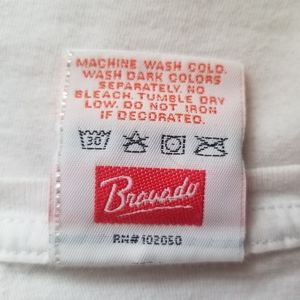 MACHINE WASH COLD.
WASH DARK COLORS
SEPARATELY. NO
BLEACH. TUMBLE DRY
LOW. DO NOT IRON
IF DECORATED.
30
Bravado
RN#102050